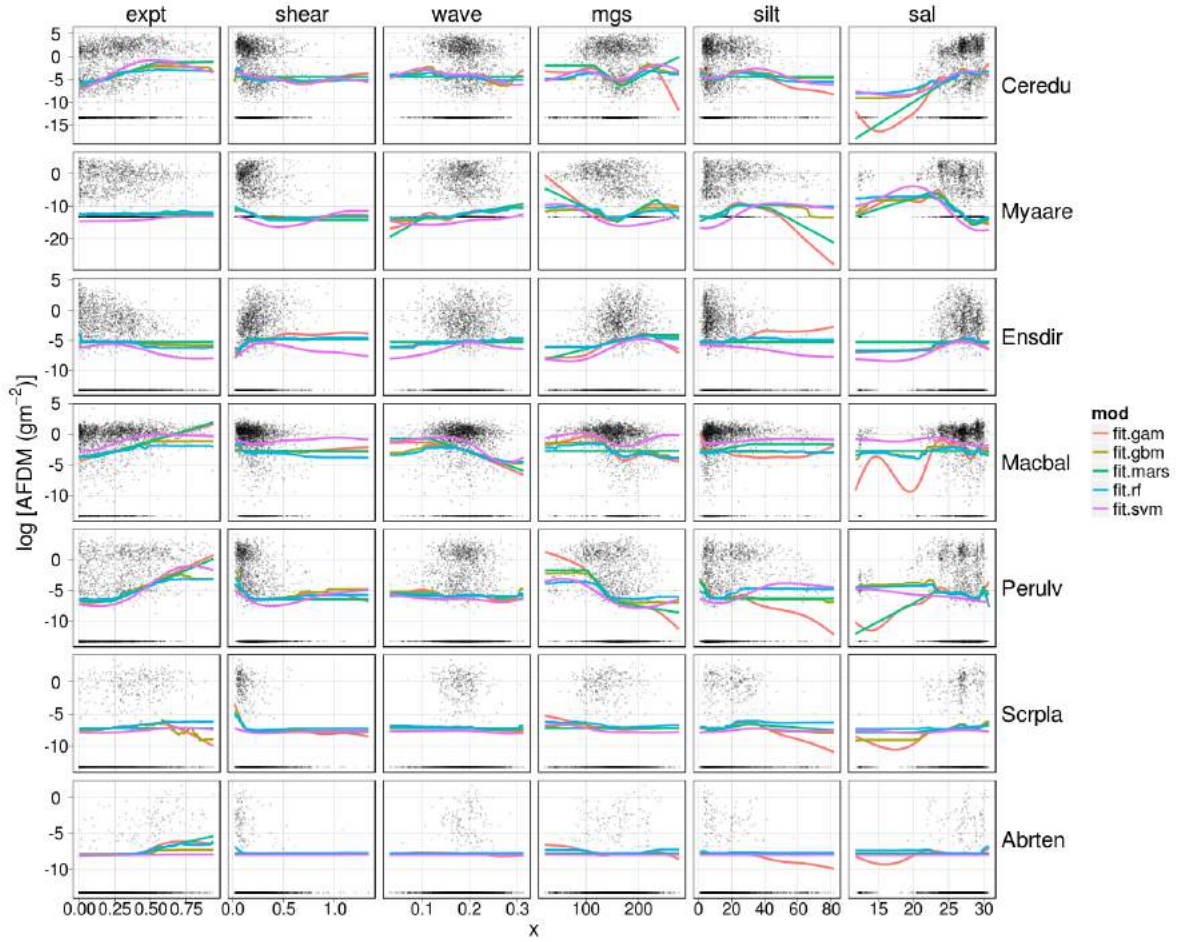 expt shear wave mgs silt sal
5
0
-5
-10
-15
Ceredu
0
-10
-20
Myaare
5
0
-5
-10
Ensdir
5
0
-5
-10
Macbal
0
-5
-10
Perulv
0
-5
-10
Scrpla
0
-5
-10
Abrten
log [AFDM (gm⁻²)]
0.00 0.25 0.50 0.75 0.0 0.5 1.0 0.1 0.2 0.3 100 200 0 20 40 60 80 15 20 25 30
x
mod
fit.gam
fit.gbm
fit.mars
fit.rf
fit.svm